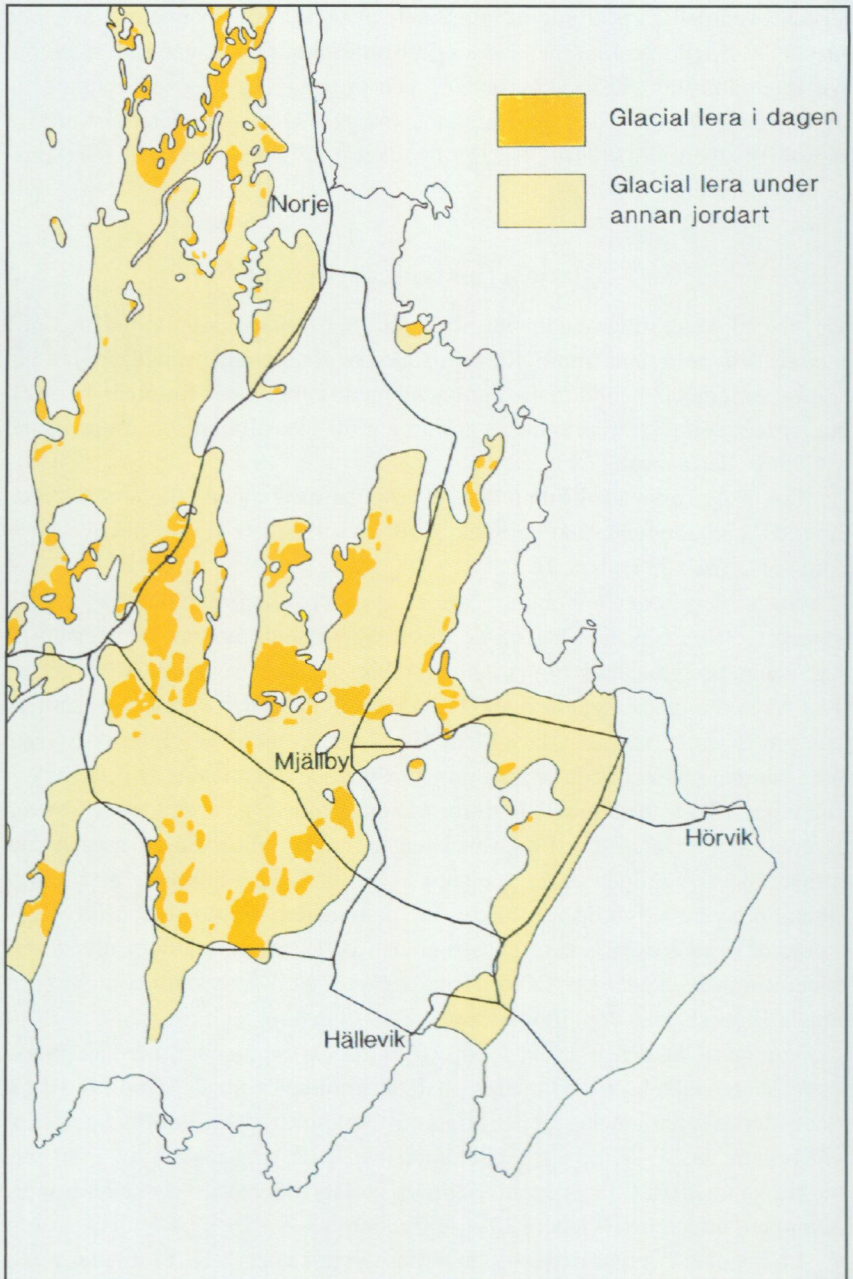 Glacial lera i dagen
Glacial lera under
annan jordart
Norje
Mjällby
Hörvik
Hällevik